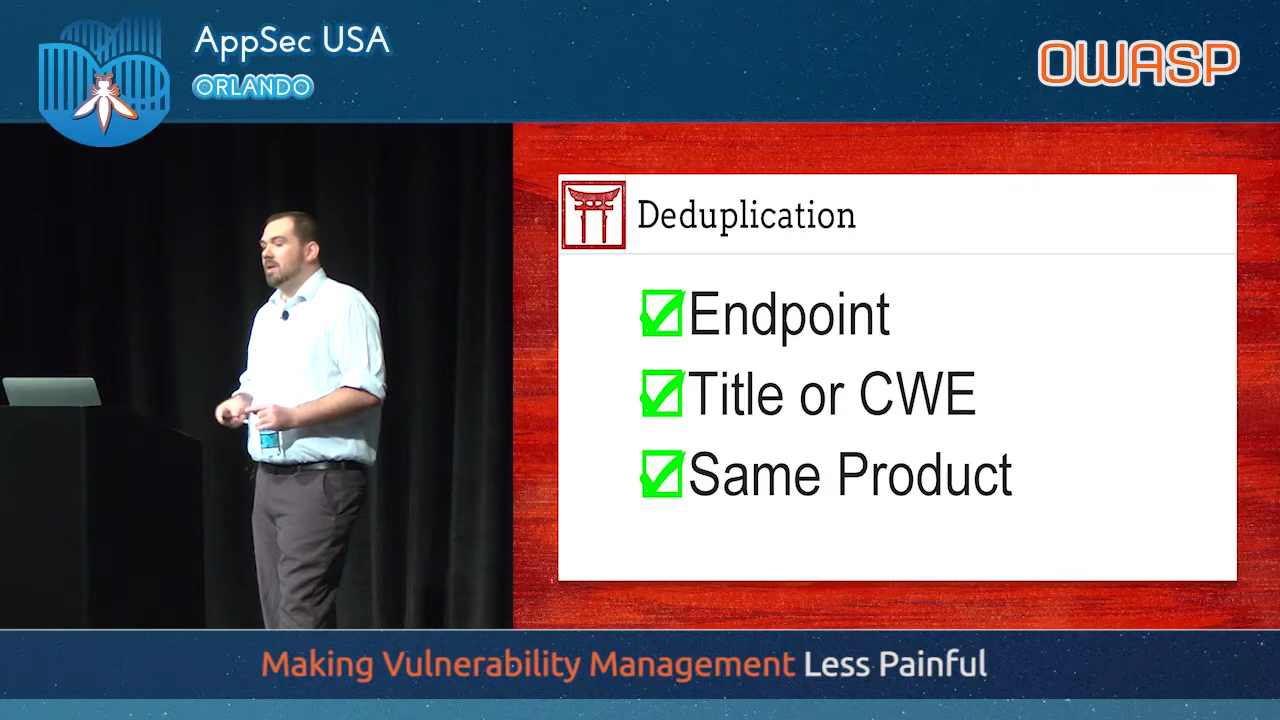 AppSec USA
ORLANDO
OWASP
Deduplication
Endpoint
Title or CWE
Same Product
Making Vulnerability Management Less Painful